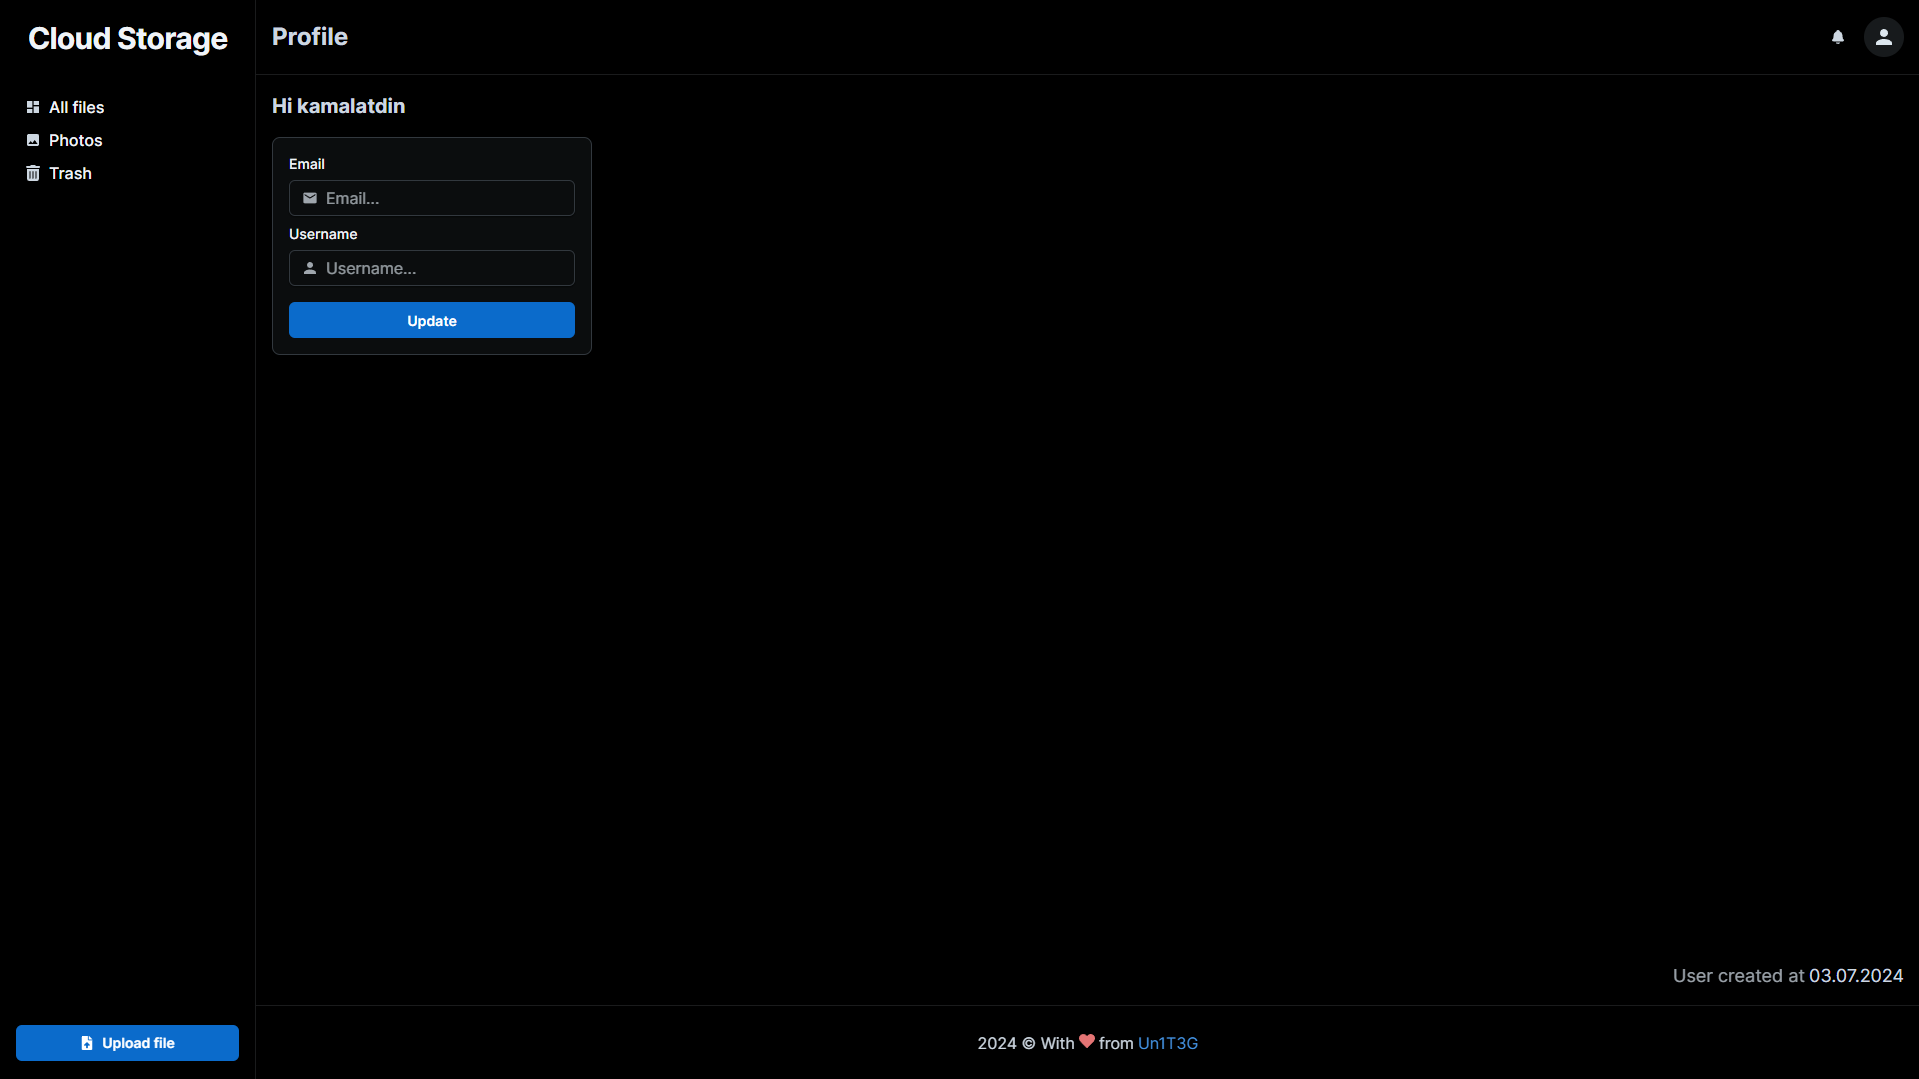 Cloud Storage
All files
Photos
Trash
Upload file
Profile
Hi kamalatdin
Email
Email...
Username
Username...
Update
User created at 03.07.2024
2024 © With ❤ from Un1T3G